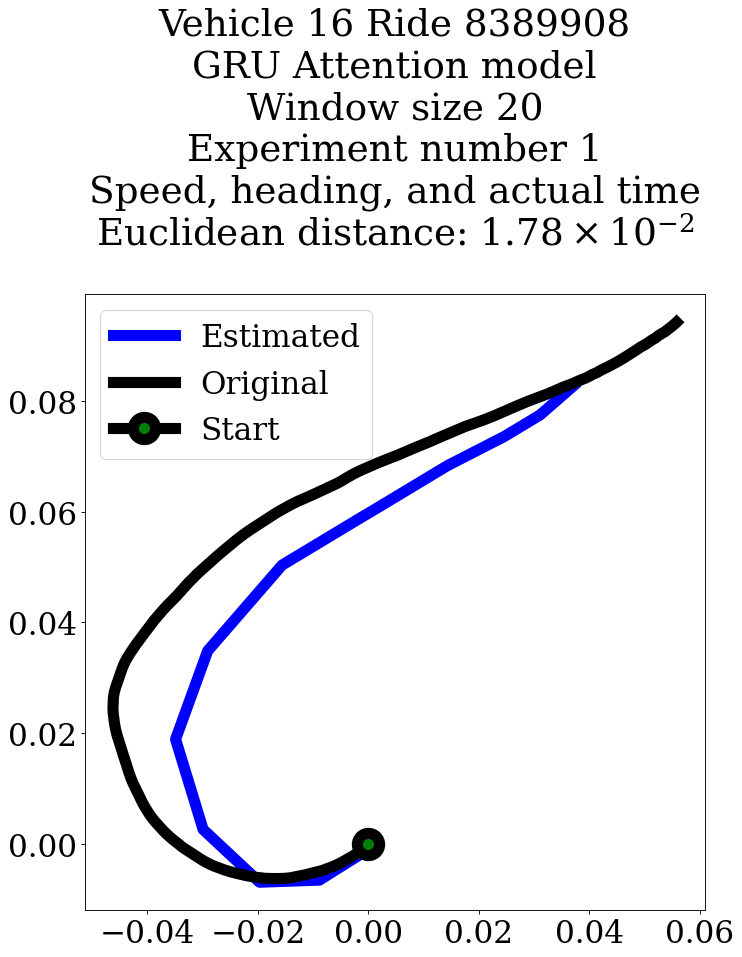 Vehicle 16 Ride 8389908
GRU Attention model
Window size 20
Experiment number 1
Speed, heading, and actual time
Euclidean distance: 1.78 × 10⁻²
Estimated
Original
Start
0.08
0.06
0.04
0.02
0.00
−0.04 −0.02 0.00 0.02 0.04 0.06